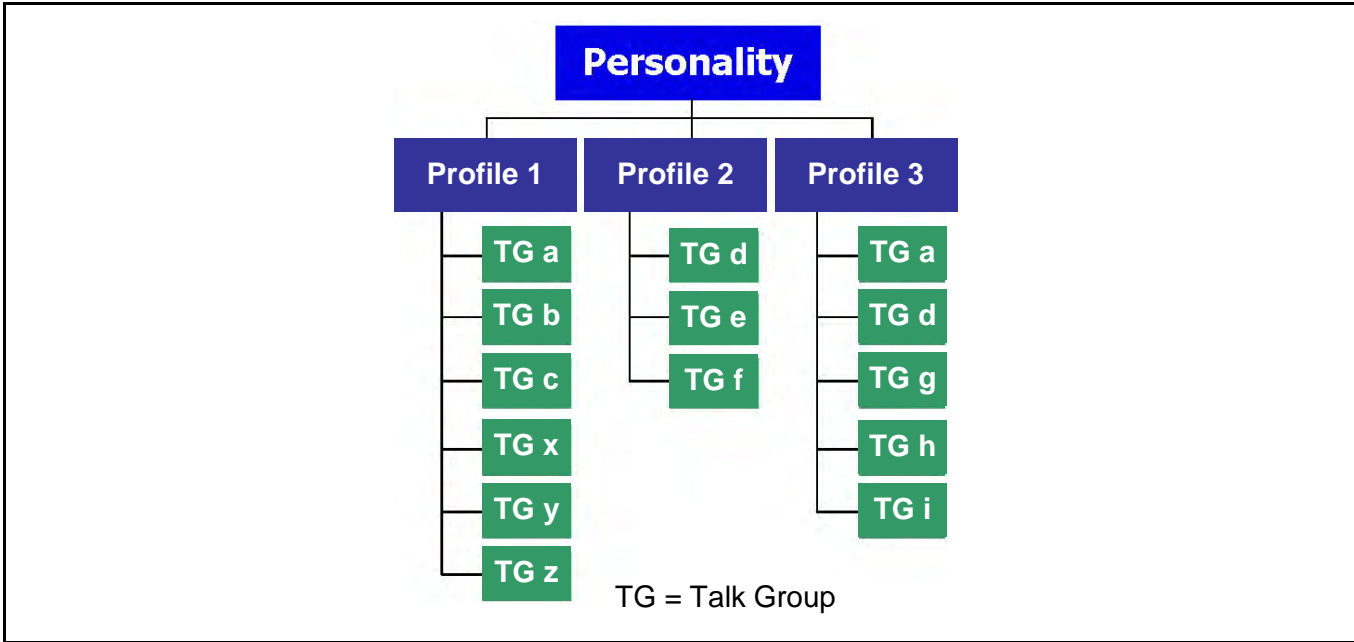 Personality
Profile 1
Profile 2
Profile 3
TG a
TG b
TG c
TG x
TG y
TG z
TG d
TG e
TG f
TG a
TG d
TG g
TG h
TG i
TG = Talk Group